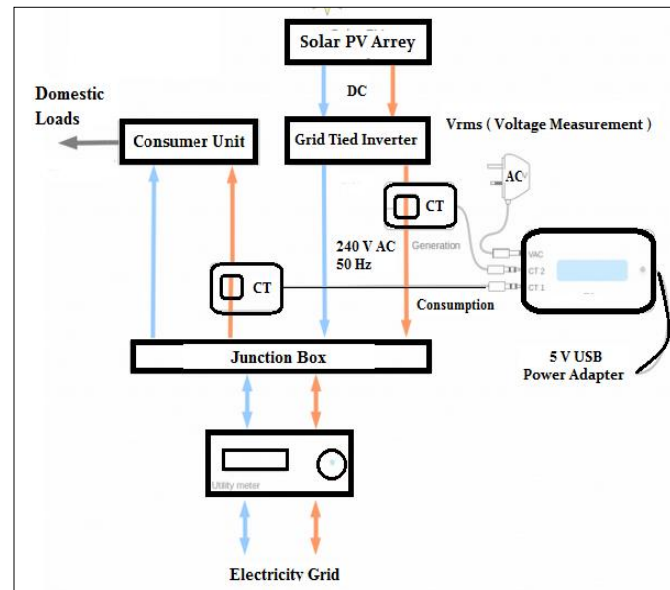 Solar PV Arrey
DC
Domestic
Loads
Consumer Unit
Grid Tied Inverter
Vrms ( Voltage Measurement )
AC
CT
240 V AC
50 Hz
Generation
VAC
CT 2
CT 1
CT
Consumption
Junction Box
5 V USB
Power Adapter
Utility meter
Electricity Grid